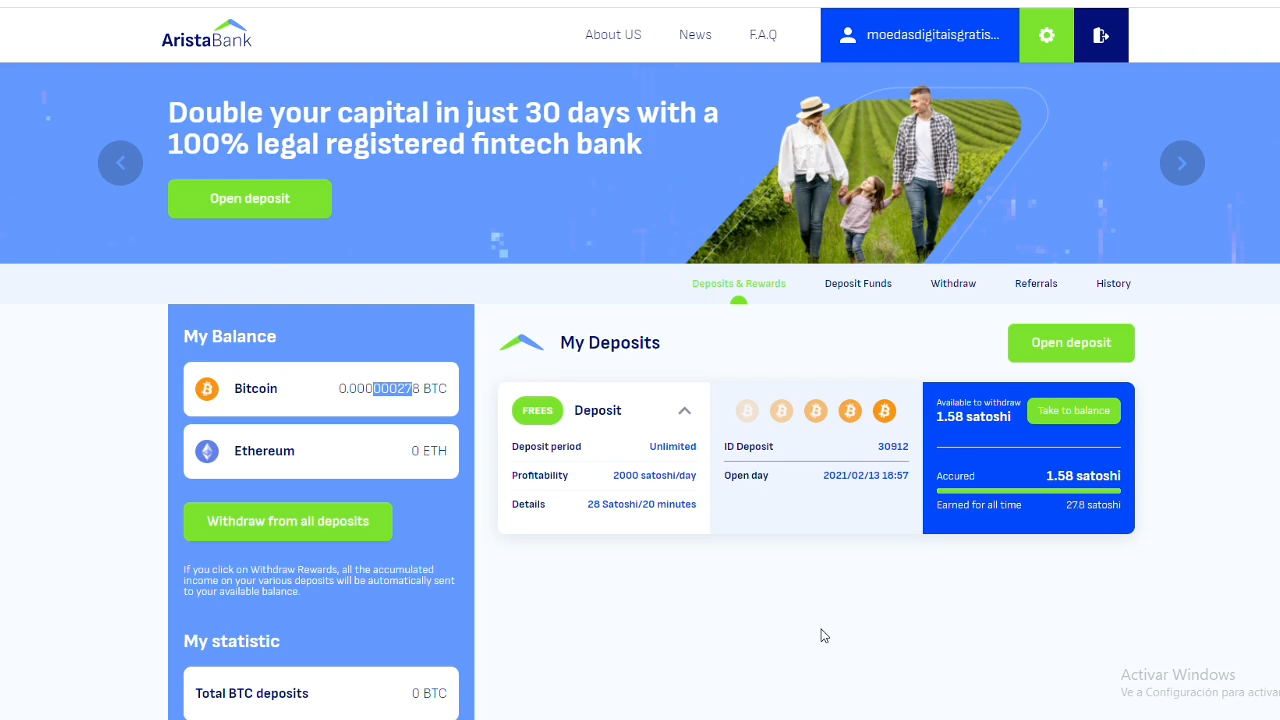 AristaBank
About US
News
F.A.Q
moedasdigitaisgratis...
Double your capital in just 30 days with a
100% legal registered fintech bank
Open deposit
Deposits & Rewards
Deposit Funds
Withdraw
Referrals
History
My Balance
Bitcoin
0.000000278 BTC
Ethereum
0 ETH
Withdraw from all deposits
If you click on Withdraw Rewards, all the accumulated
income on your various deposits will be automatically sent
to your available balance.
My statistic
Total BTC deposits
0 BTC
My Deposits
Open deposit
FREES
Deposit
Deposit period
Unlimited
Profitability
2000 satoshi/day
Details
28 Satoshi/20 minutes
ID Deposit
30912
Open day
2021/02/13 18:57
Available to withdraw
1.58 satoshi
Take to balance
Accured
1.58 satoshi
Earned for all time
27.8 satoshi
Activar Windows
Ve a Configuración para activar